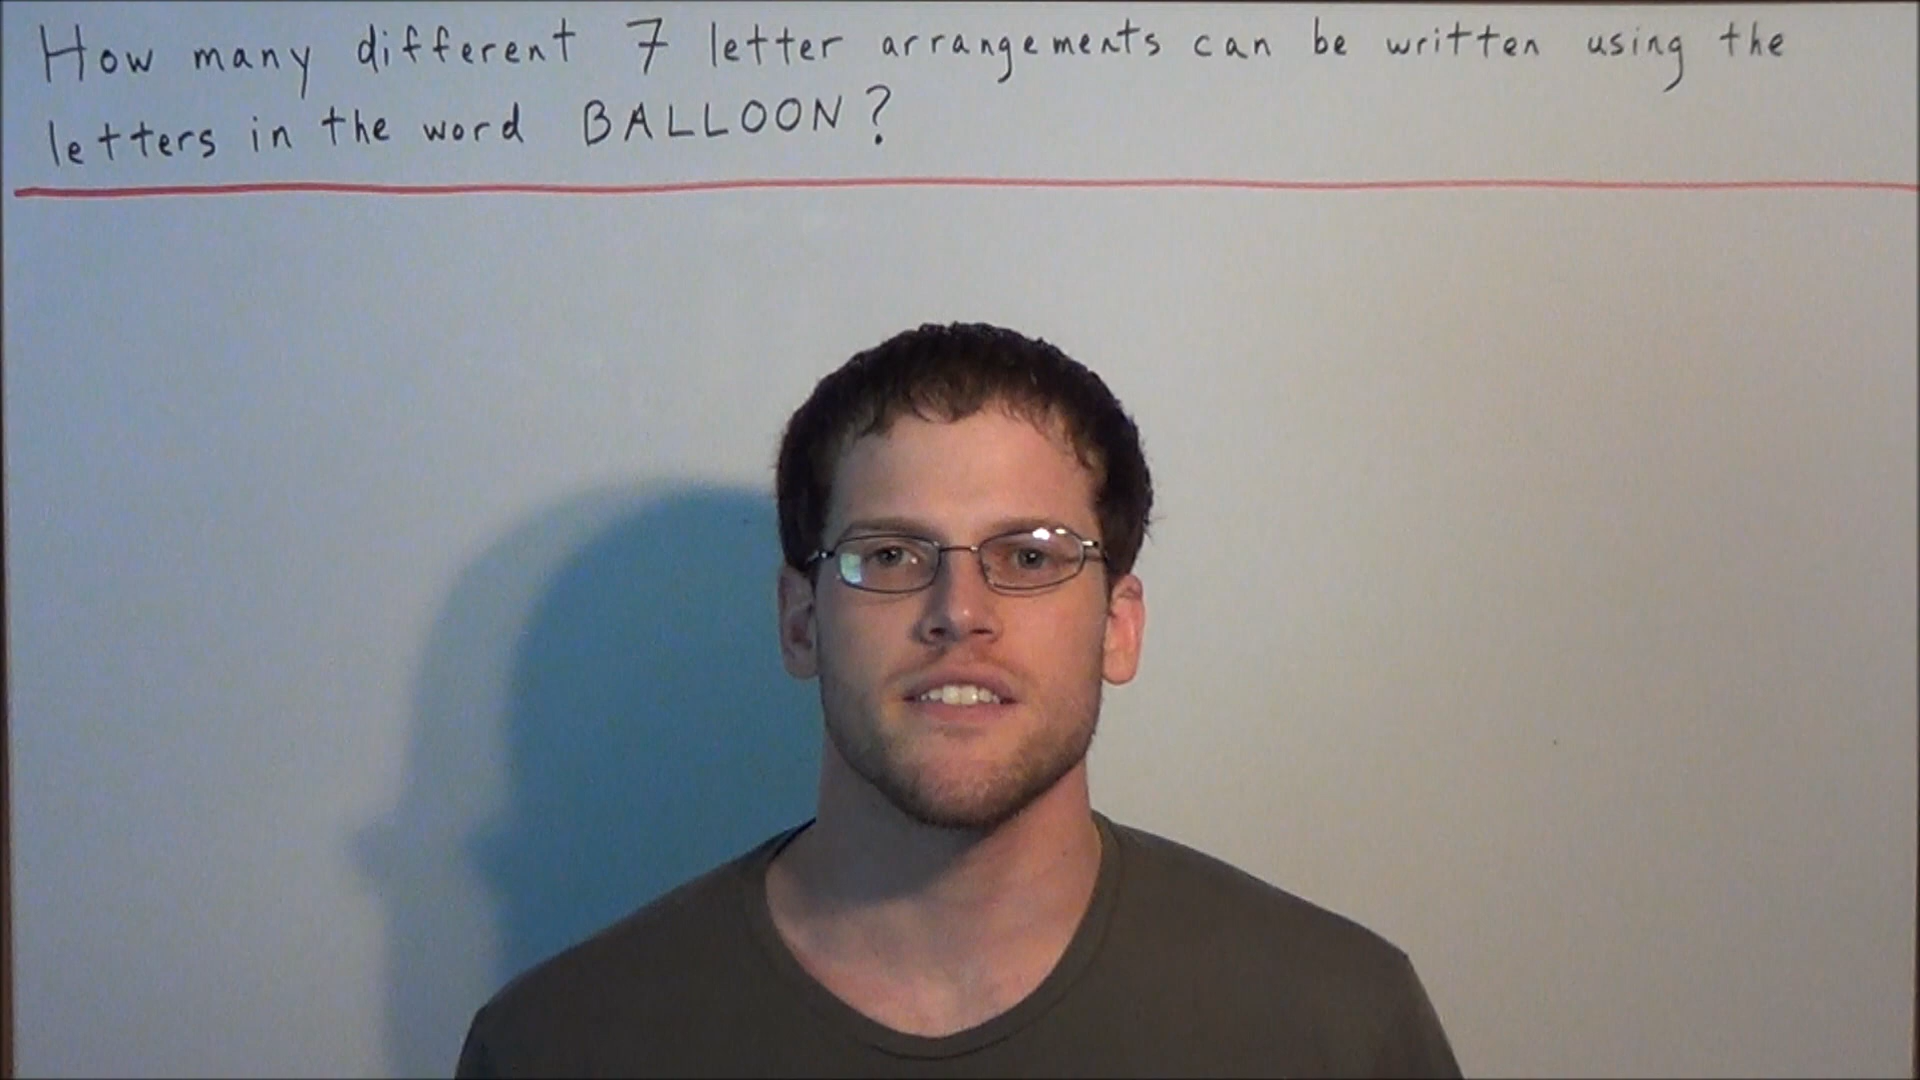 How many different 7 letter arrangements can be written using the
letters in the word BALLOON?